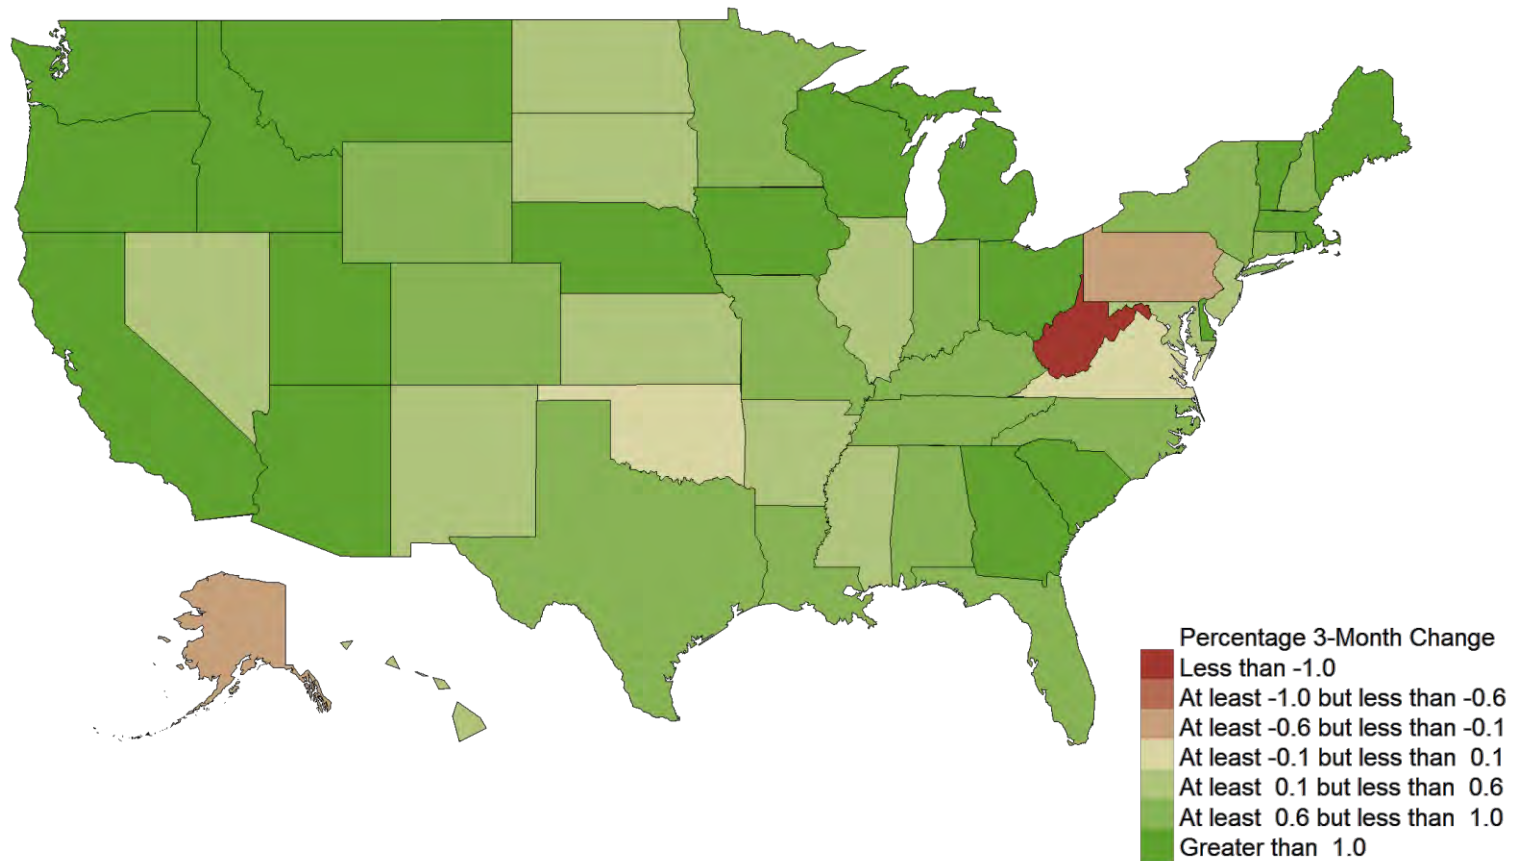 Percentage 3-Month Change
Less than -1.0
At least -1.0 but less than -0.6
At least -0.6 but less than -0.1
At least -0.1 but less than 0.1
At least 0.1 but less than 0.6
At least 0.6 but less than 1.0
Greater than 1.0